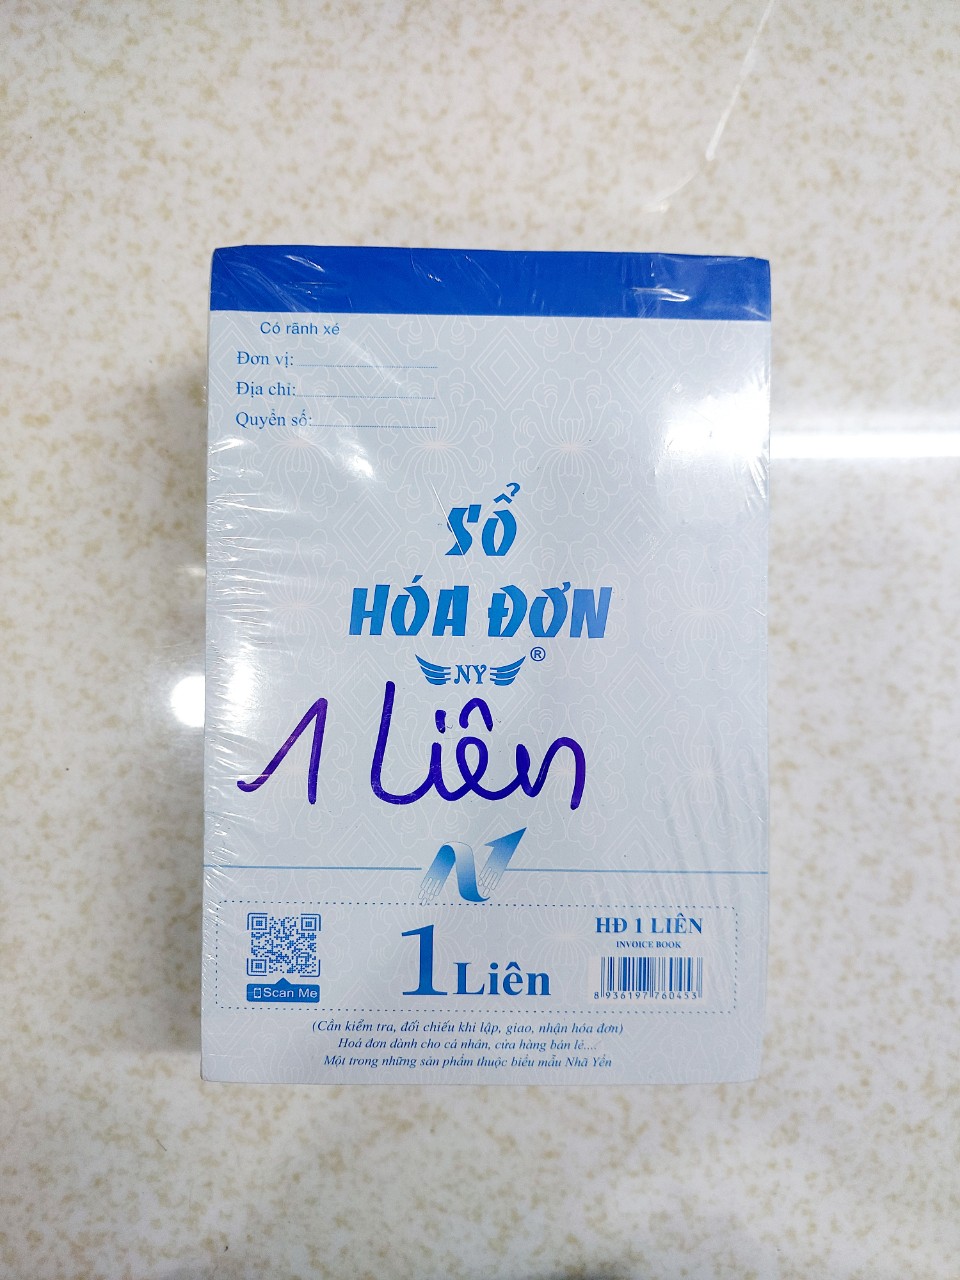 Có rãnh xé
Đơn vị:
Địa chỉ:
Quyển số:
SỔ
HÓA ĐƠN
NY ®
1 Liên
HĐ 1 LIÊN
INVOICE BOOK
1 Liên
8 936197 760453
Scan Me
(Cần kiểm tra, đối chiếu khi lập, giao, nhận hóa đơn)
Hoá đơn dành cho cá nhân, cửa hàng bán lẻ....
Một trong những sản phẩm thuộc biểu mẫu Nhã Yến